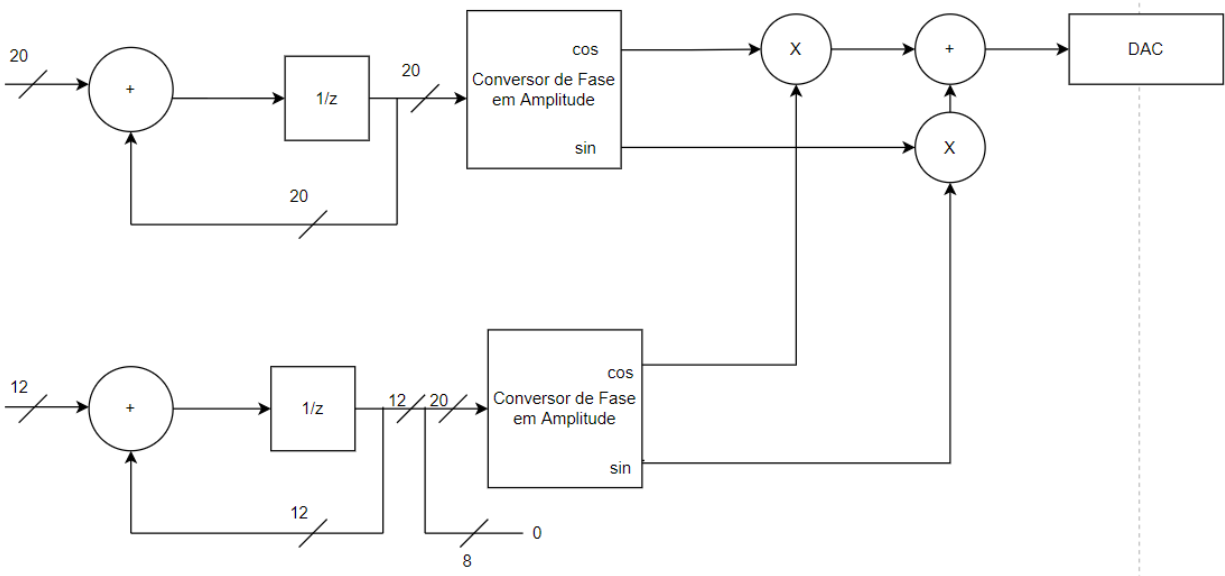 20
+
1/z
20
20
cos
Conversor de Fase
em Amplitude
sin
X
+
X
DAC
12
+
1/z
12
12
20
8
0
cos
Conversor de Fase
em Amplitude
sin